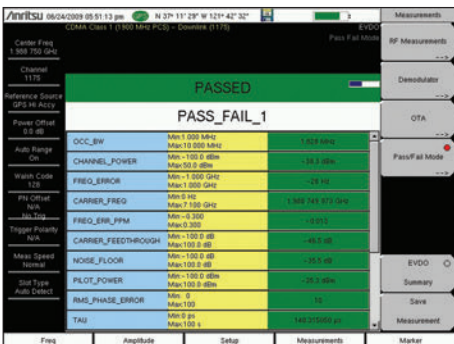 Anritsu 06/24/2009 05:51:13 pm N 37° 11' 29" W 121° 42' 32"
Measurements
CDMA Class 1 (1900 MHz PCS) - Downlink (1175)
EVDO
Pass Fail Mode
Center Freq
1.988 750 GHz
Channel
1175
Reference Source
GPS Hi Accy
Power Offset
0.0 dB
Auto Range
On
Walsh Code
128
PN Offset
N/A
No Trig
Trigger Polarity
N/A
Meas Speed
Normal
Slot Type
Auto Detect
PASSED
PASS_FAIL_1
OCC_BW
Min:1.000 MHz
Max:10.000 MHz
CHANNEL_POWER
Min:-100.0 dBm
Max:50.0 dBm
FREQ_ERROR
Min:-1.000 GHz
Max:1.000 GHz
CARRIER_FREQ
Min:0 Hz
Max:7.100 GHz
FREQ_ERR_PPM
Min:-0.300
Max:0.300
CARRIER_FEEDTHROUGH
Min:-100.0 dB
Max:100.0 dB
NOISE_FLOOR
Min:-100.0 dB
Max:100.0 dB
PILOT_POWER
Min:-100.0 dBm
Max:100.0 dBm
RMS_PHASE_ERROR
Min: 0
Max:100
10
TAU
Min:0 ps
Max:100 s
RF Measurements
-->
Demodulator
-->
OTA
-->
Pass/Fail Mode
-->
EVDO
Summary
Save
Measurement
Freq
Amplitude
Setup
Measurements
Marker